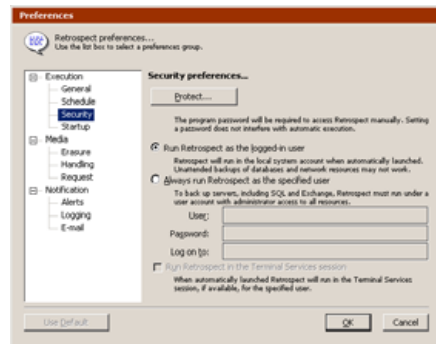 Preferences
Retrospect preferences...
Use the list box to select a preferences group.
Execution
General
Schedule
Security
Startup
Media
Erasure
Handling
Request
Notification
Alerts
Logging
E-mail
Security preferences...
Protect...
The program password will be required to access Retrospect manually. Setting
a password does not interfere with automatic execution.
Run Retrospect as the logged-in user
Retrospect will run in the local system account when automatically launched.
Unattended backups of databases and network resources may not work.
Always run Retrospect as the specified user
To back up servers, including SQL and Exchange, Retrospect must run under a
user account with administrator access to all resources.
User:
Password:
Log on to:
Run Retrospect in the Terminal Services session
When automatically launched Retrospect will run in the Terminal Services
session, if available, for the specified user.
Use Default
OK
Cancel